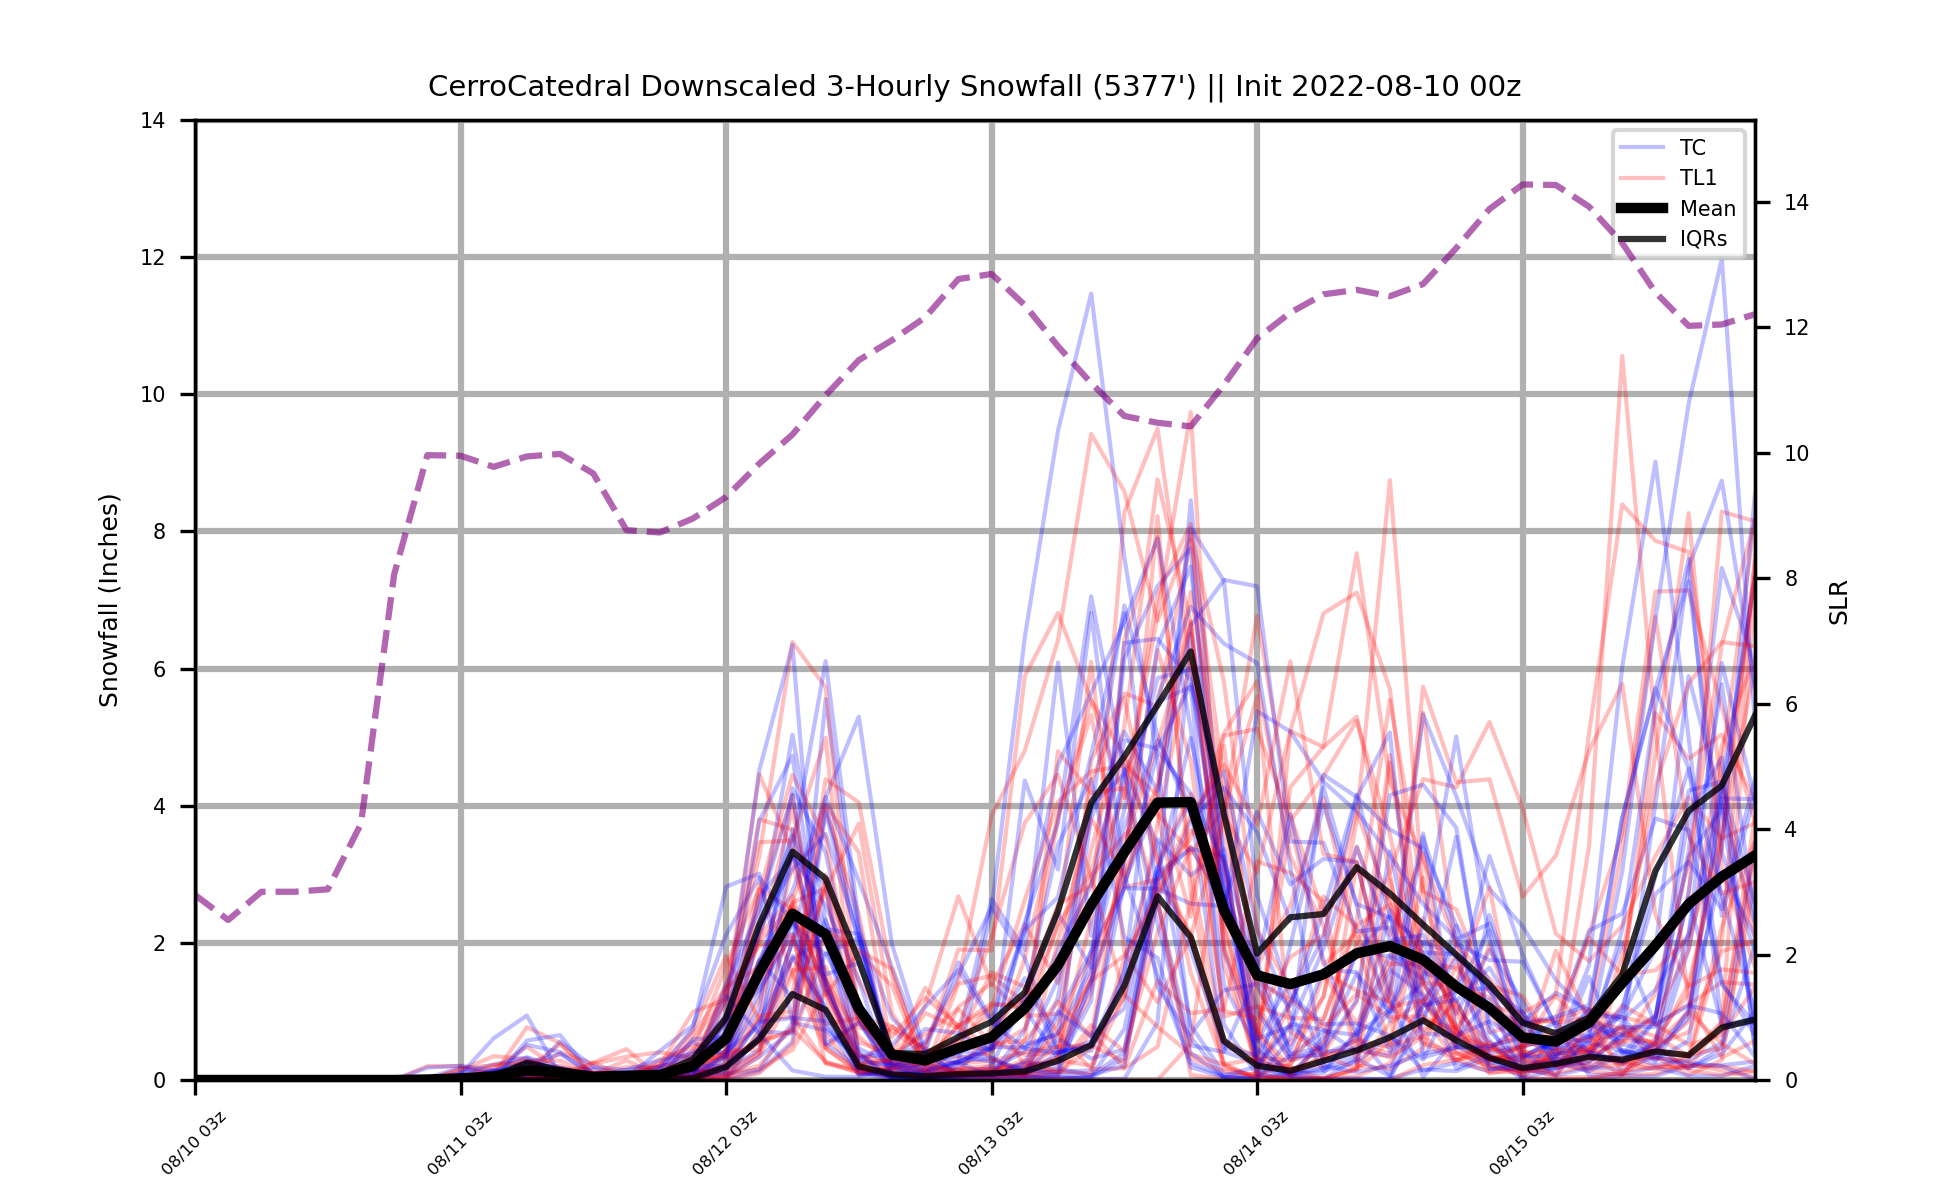 CerroCatedral Downscaled 3-Hourly Snowfall (5377') || Init 2022-08-10 00z
TC
TL1
Mean
IQRs
Snowfall (Inches)
14
12
10
8
6
4
2
0
SLR
14
12
10
8
6
4
2
0
08/10 03z
08/11 03z
08/12 03z
08/13 03z
08/14 03z
08/15 03z